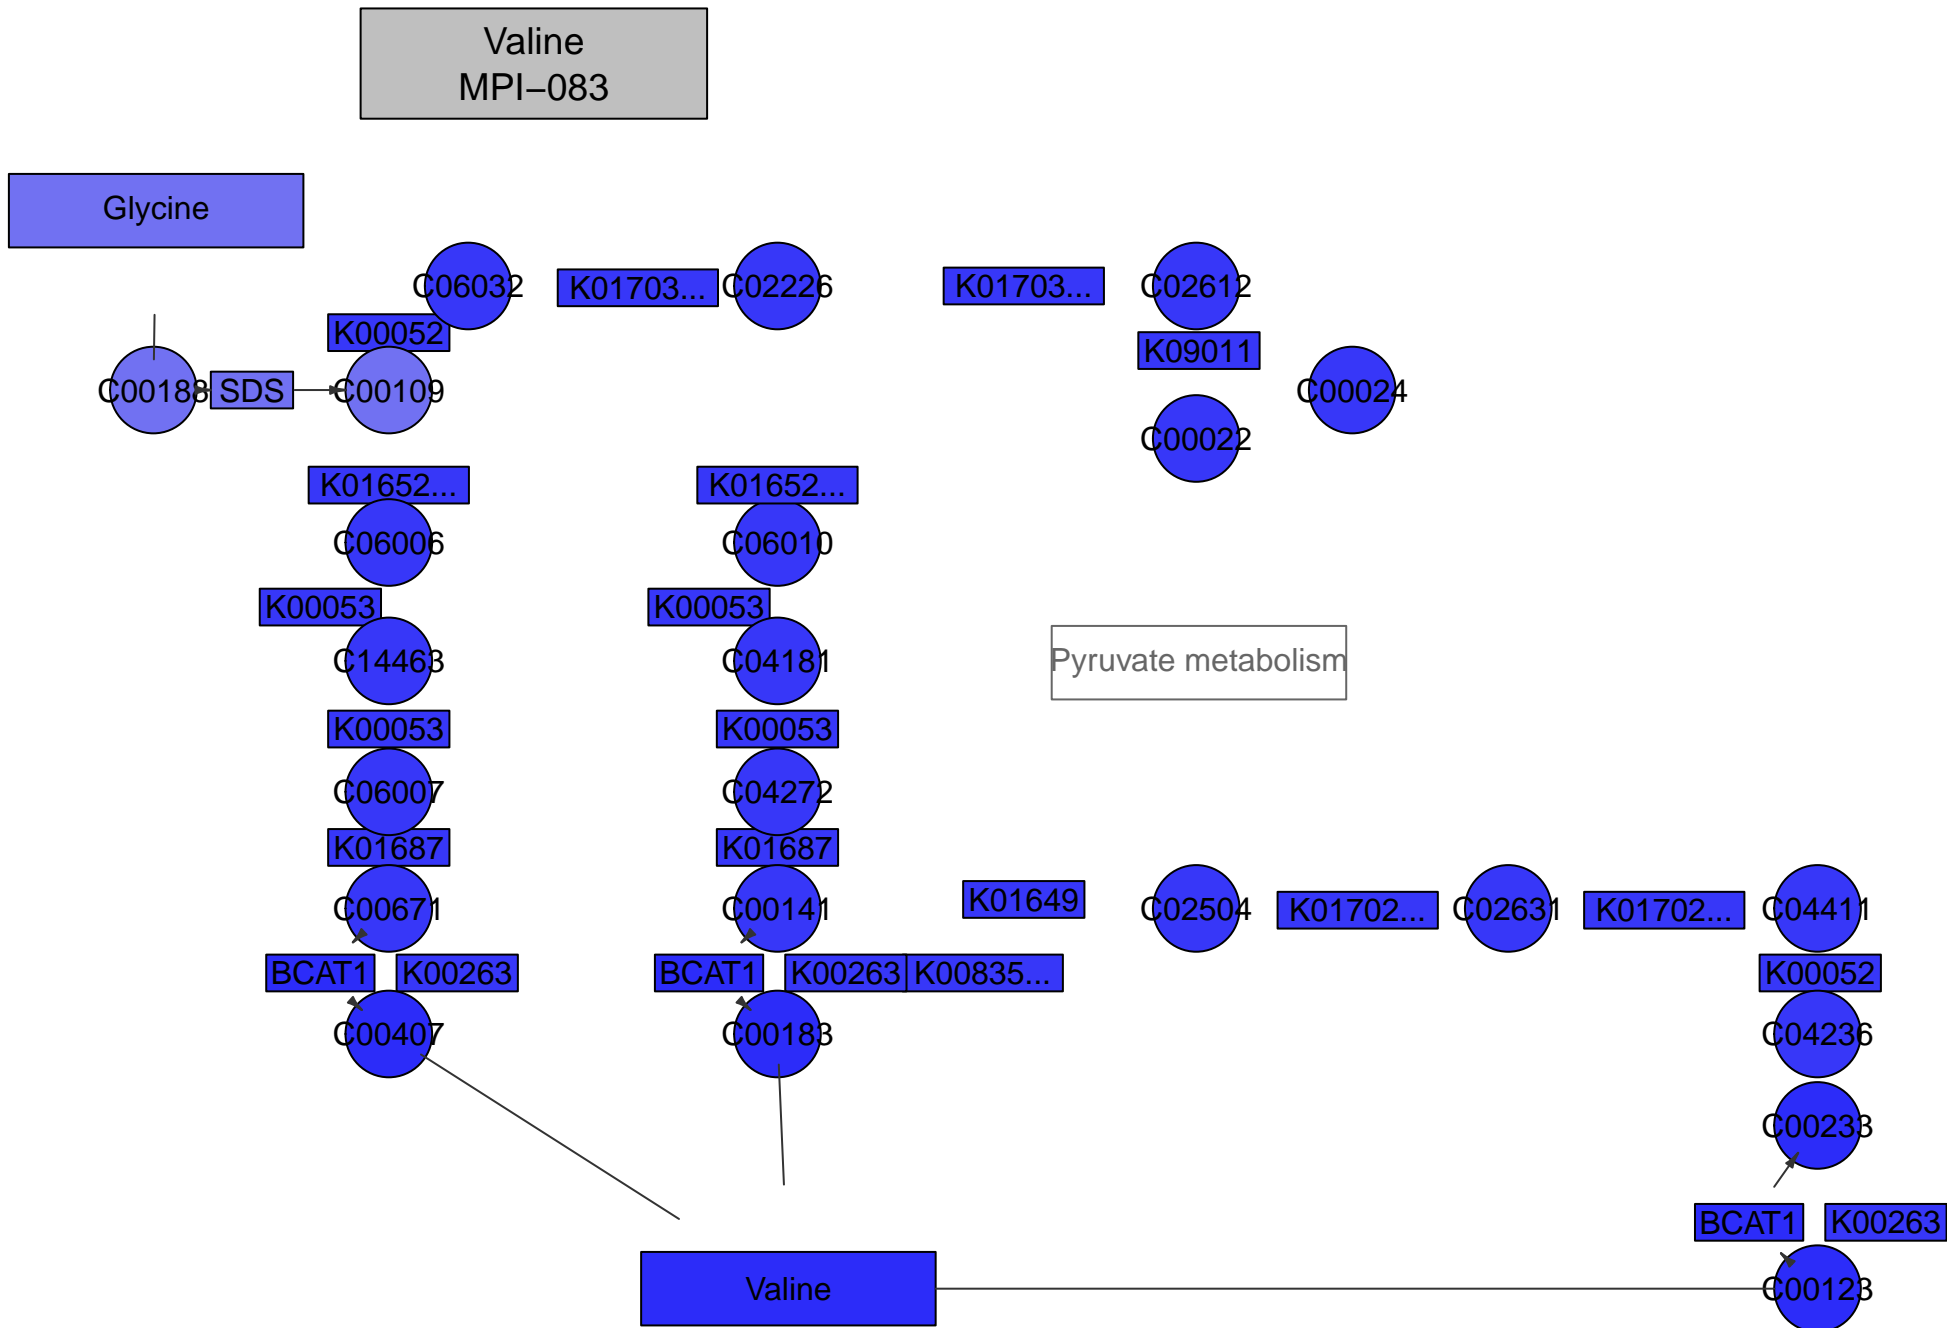 Valine
MPI−083
Glycine
C06032
K01703...
C02226
K01703...
C02612
K00052
K09011
C00188
SDS
C00109
C00024
C00022
K01652...
K01652...
C06006
C06010
K00053
K00053
C14463
C04181
Pyruvate metabolism
K00053
K00053
C06007
C04272
K01687
K01687
C00671
C00141
K01649
C02504
K01702...
C02631
K01702...
C04411
BCAT1
K00263
BCAT1
K00263
K00835...
K00052
C00407
C00183
C04236
C00233
BCAT1
K00263
Valine
C00123